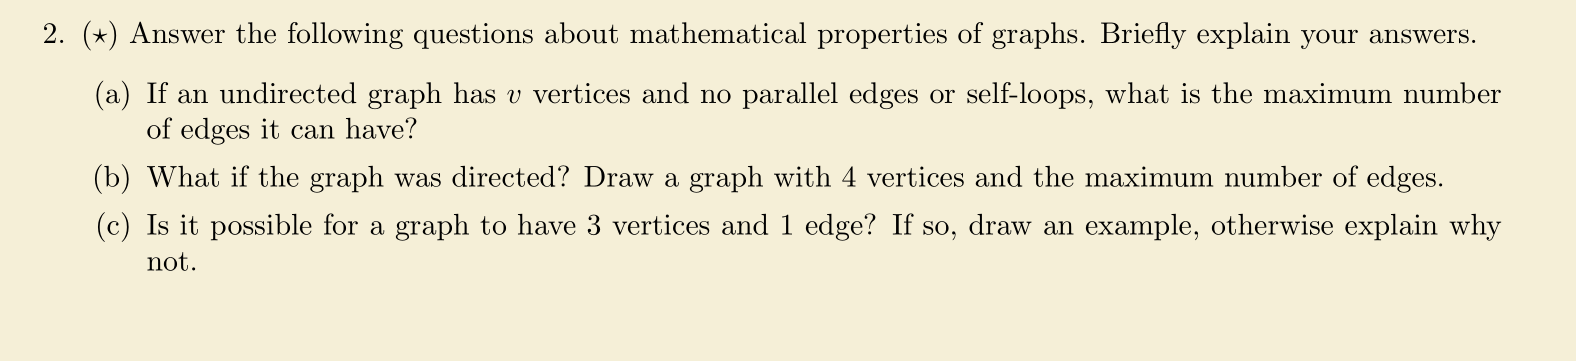 2. (⋆) Answer the following questions about mathematical properties of graphs. Briefly explain your answers.
(a) If an undirected graph has v vertices and no parallel edges or self-loops, what is the maximum number
of edges it can have?
(b) What if the graph was directed? Draw a graph with 4 vertices and the maximum number of edges.
(c) Is it possible for a graph to have 3 vertices and 1 edge? If so, draw an example, otherwise explain why
not.